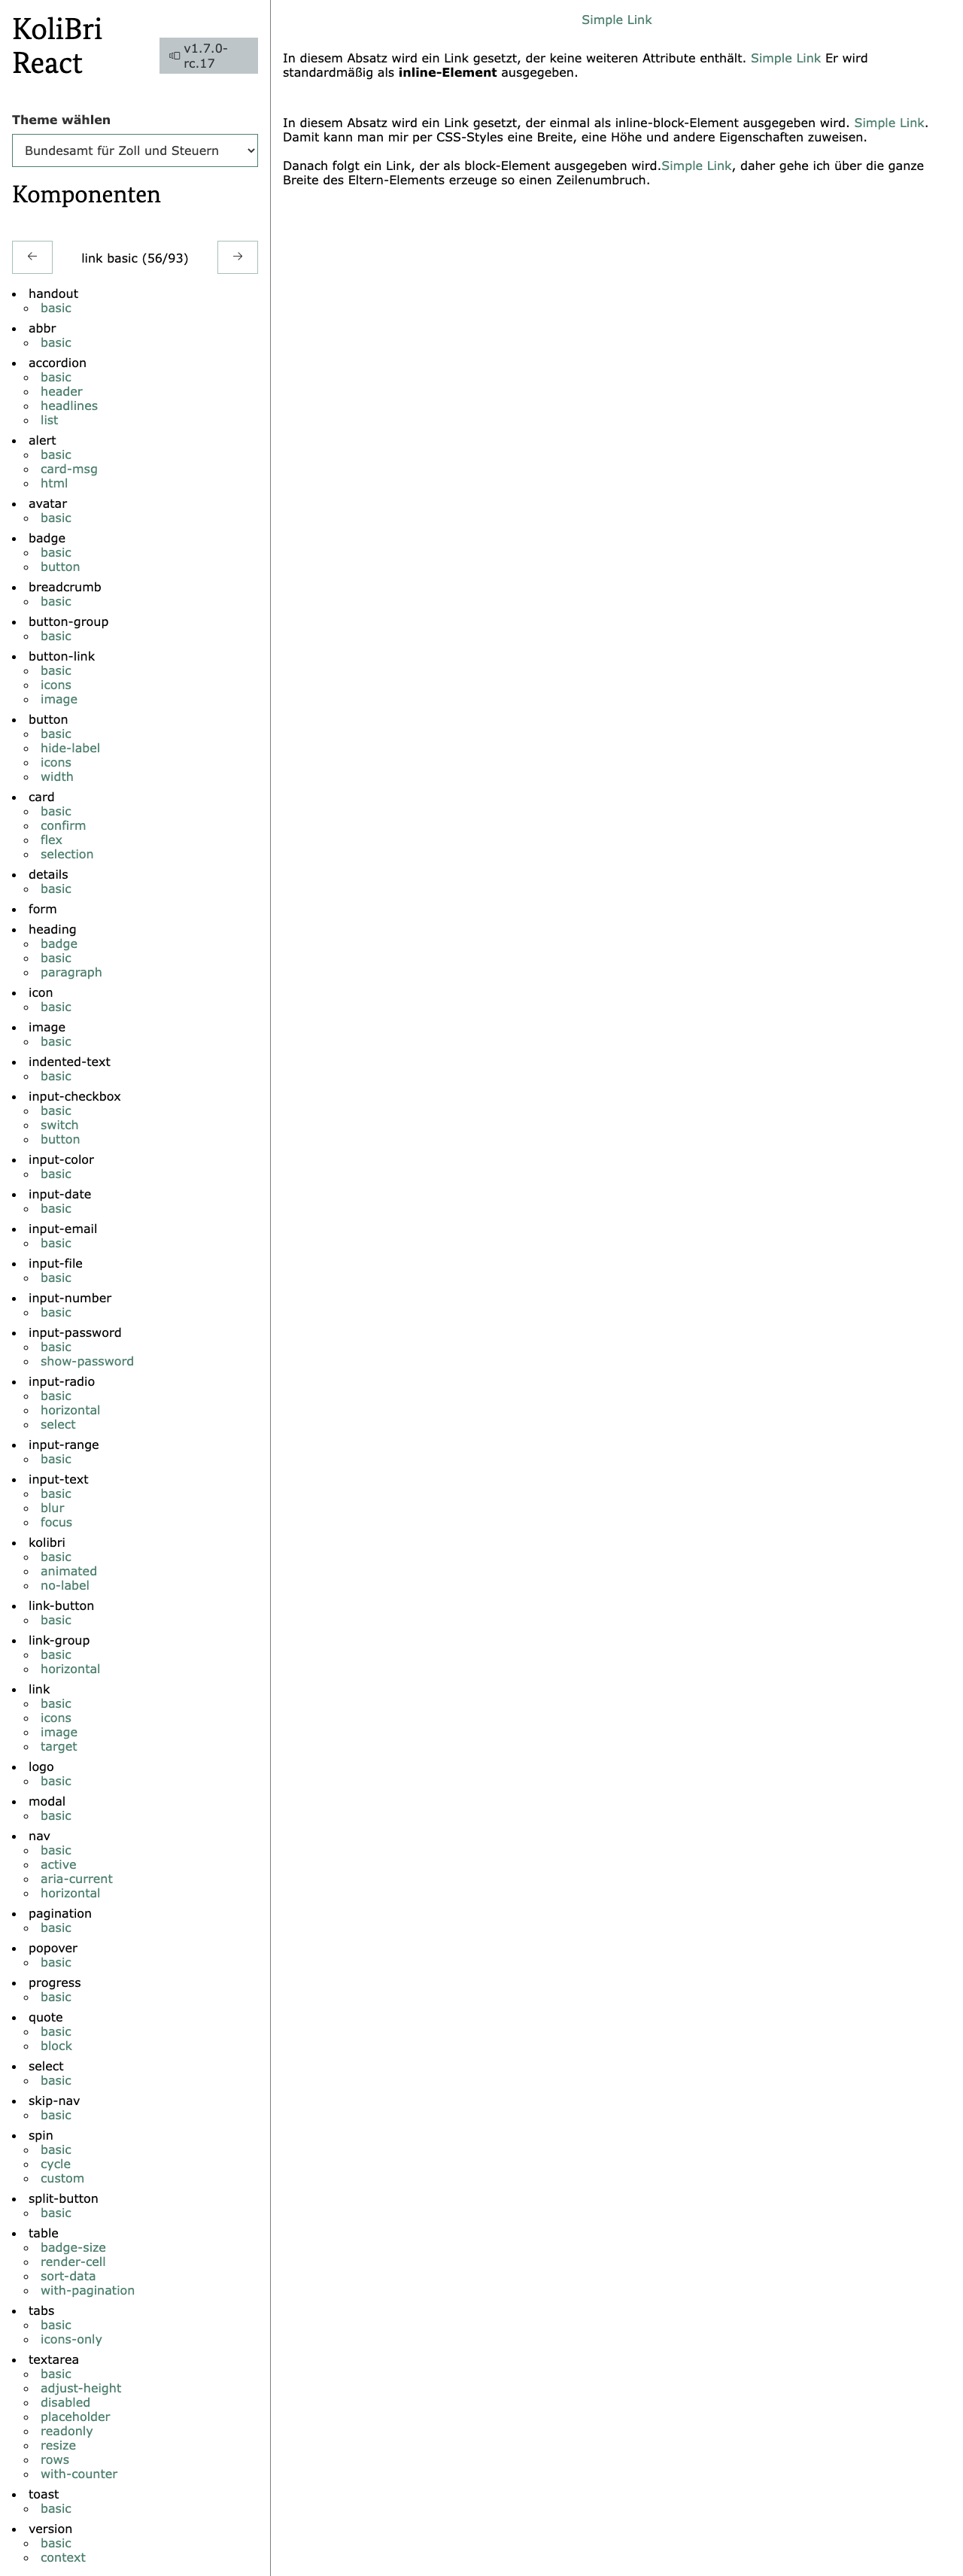 KoliBri
React
v1.7.0-
rc.17
Theme wählen
Bundesamt für Zoll und Steuern
Komponenten
←
link basic (56/93)
→
handout
basic
abbr
basic
accordion
basic
header
headlines
list
alert
basic
card-msg
html
avatar
basic
badge
basic
button
breadcrumb
basic
button-group
basic
button-link
basic
icons
image
button
basic
hide-label
icons
width
card
basic
confirm
flex
selection
details
basic
form
heading
badge
basic
paragraph
icon
basic
image
basic
indented-text
basic
input-checkbox
basic
switch
button
input-color
basic
input-date
basic
input-email
basic
input-file
basic
input-number
basic
input-password
basic
show-password
input-radio
basic
horizontal
select
input-range
basic
input-text
basic
blur
focus
kolibri
basic
animated
no-label
link-button
basic
link-group
basic
horizontal
link
basic
icons
image
target
logo
basic
modal
basic
nav
basic
active
aria-current
horizontal
pagination
basic
popover
basic
progress
basic
quote
basic
block
select
basic
skip-nav
basic
spin
basic
cycle
custom
split-button
basic
table
badge-size
render-cell
sort-data
with-pagination
tabs
basic
icons-only
textarea
basic
adjust-height
disabled
placeholder
readonly
resize
rows
with-counter
toast
basic
version
basic
context
Simple Link
In diesem Absatz wird ein Link gesetzt, der keine weiteren Attribute enthält. Simple Link Er wird
standardmäßig als inline-Element ausgegeben.
In diesem Absatz wird ein Link gesetzt, der einmal als inline-block-Element ausgegeben wird. Simple Link.
Damit kann man mir per CSS-Styles eine Breite, eine Höhe und andere Eigenschaften zuweisen.
Danach folgt ein Link, der als block-Element ausgegeben wird.Simple Link, daher gehe ich über die ganze
Breite des Eltern-Elements erzeuge so einen Zeilenumbruch.